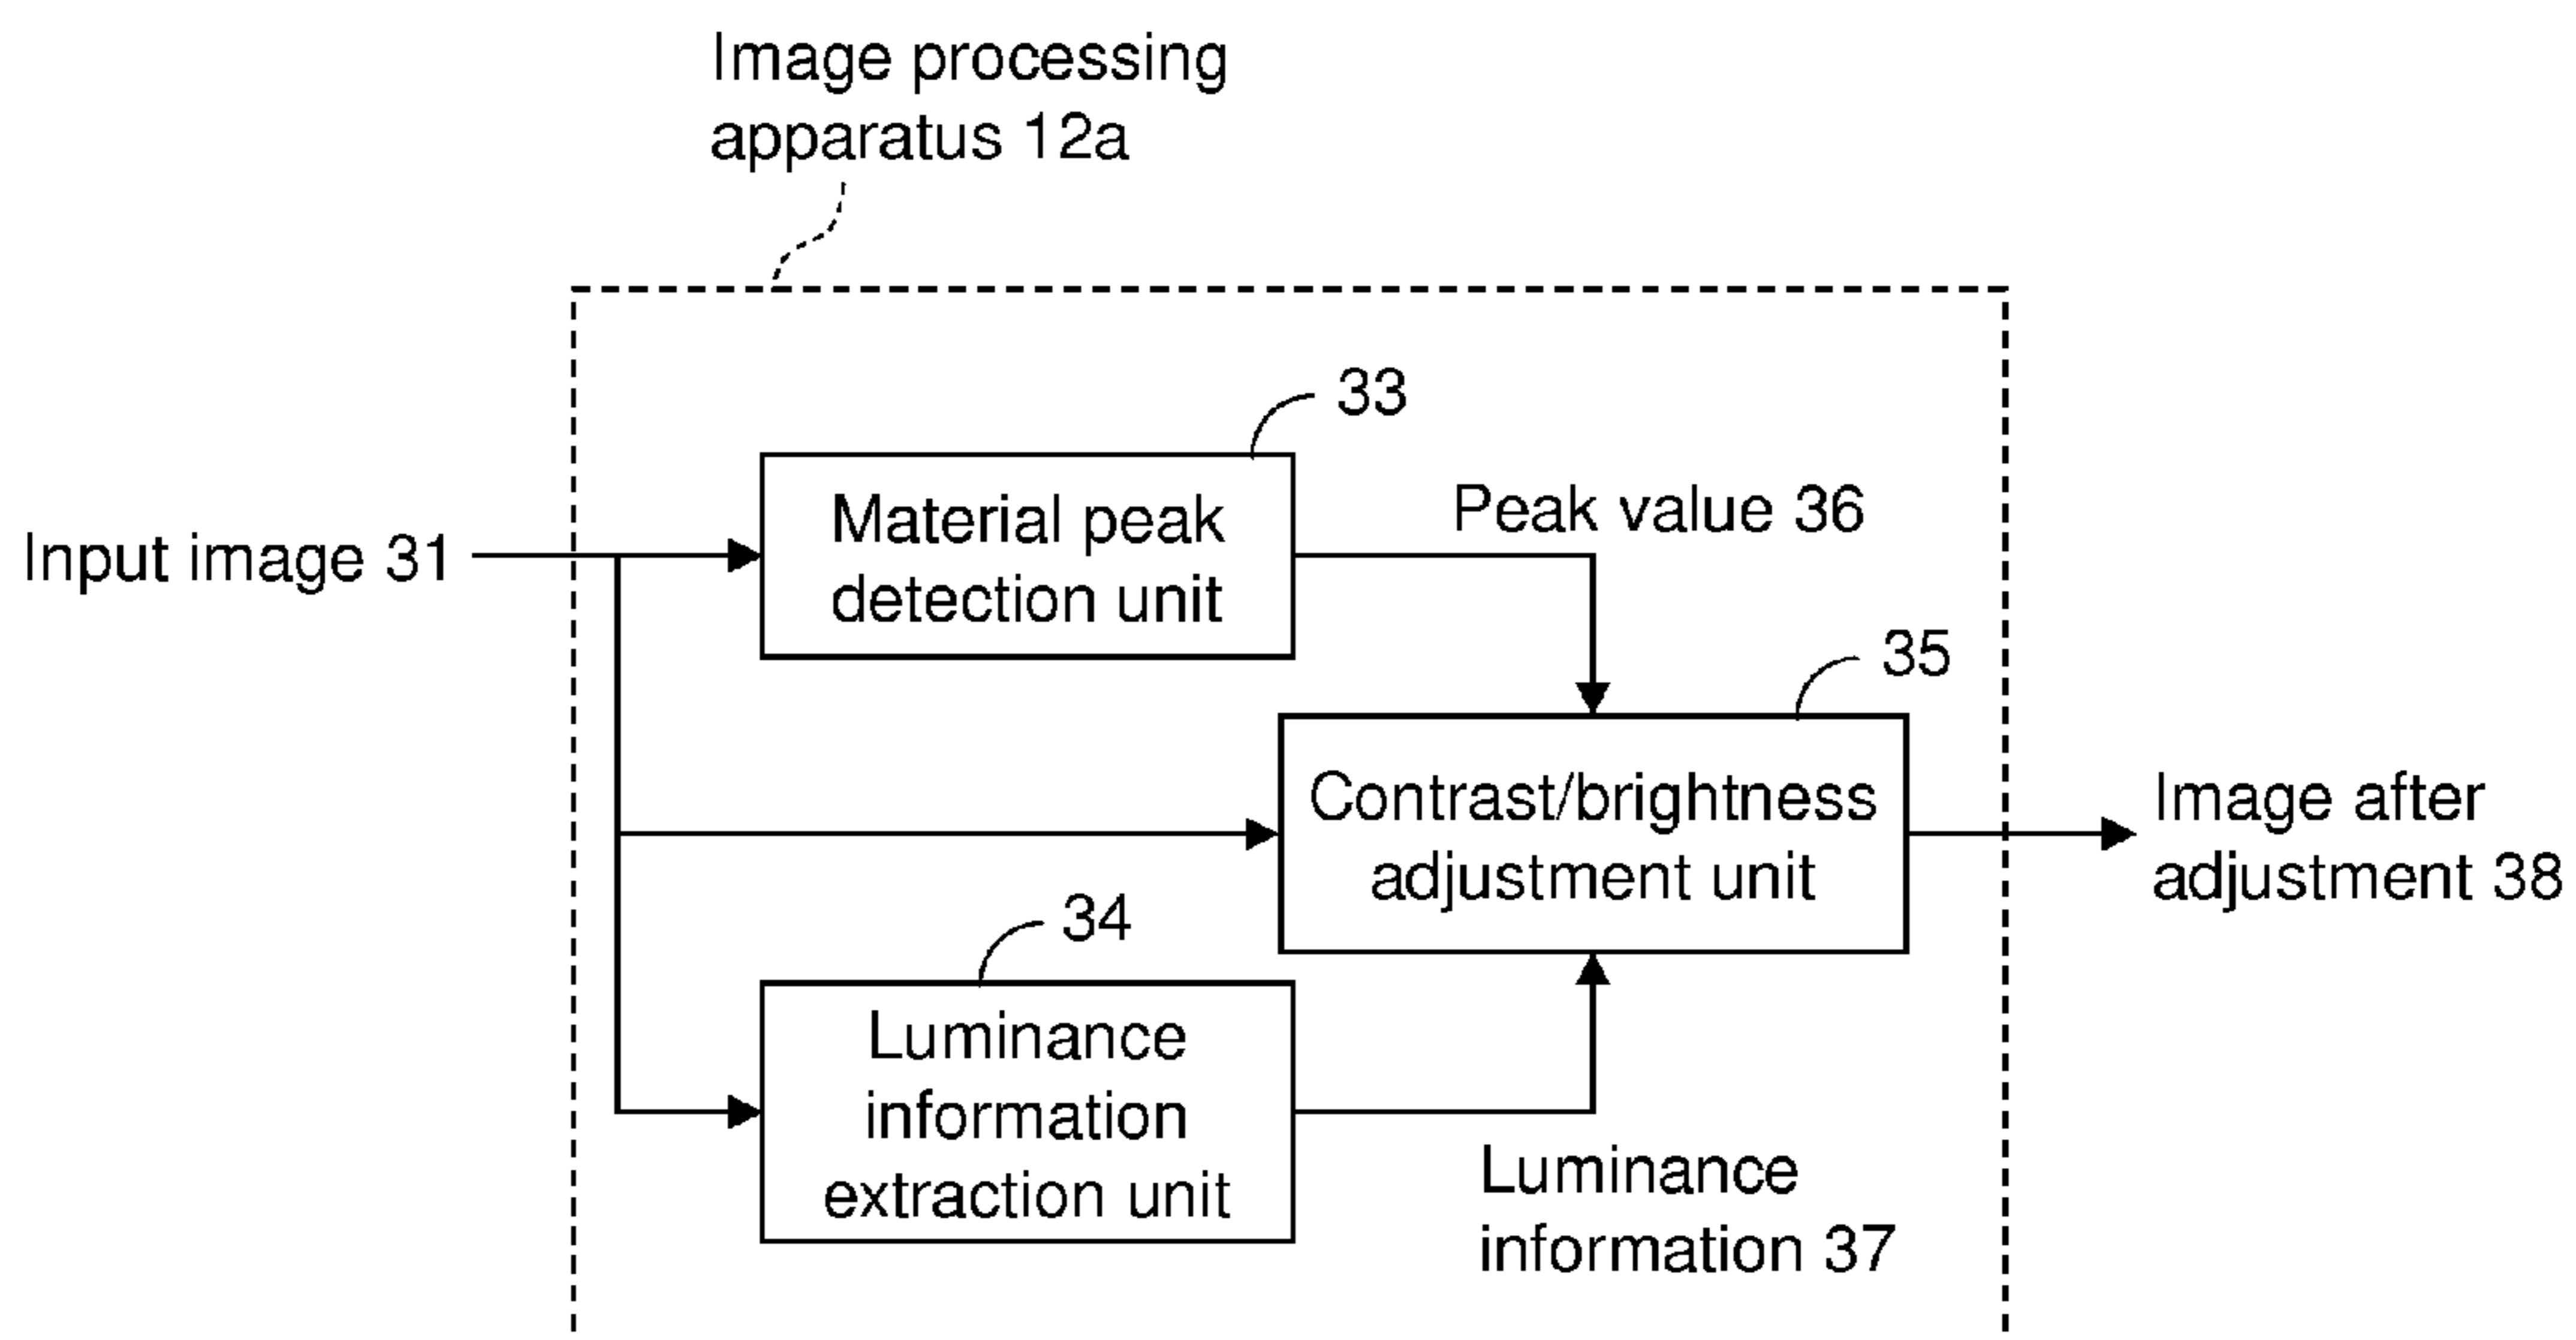 Image processing
apparatus 12a
33
Material peak
detection unit
Peak value 36
Input image 31
35
Contrast/brightness
adjustment unit
Image after
adjustment 38
34
Luminance
information
extraction unit
Luminance
information 37